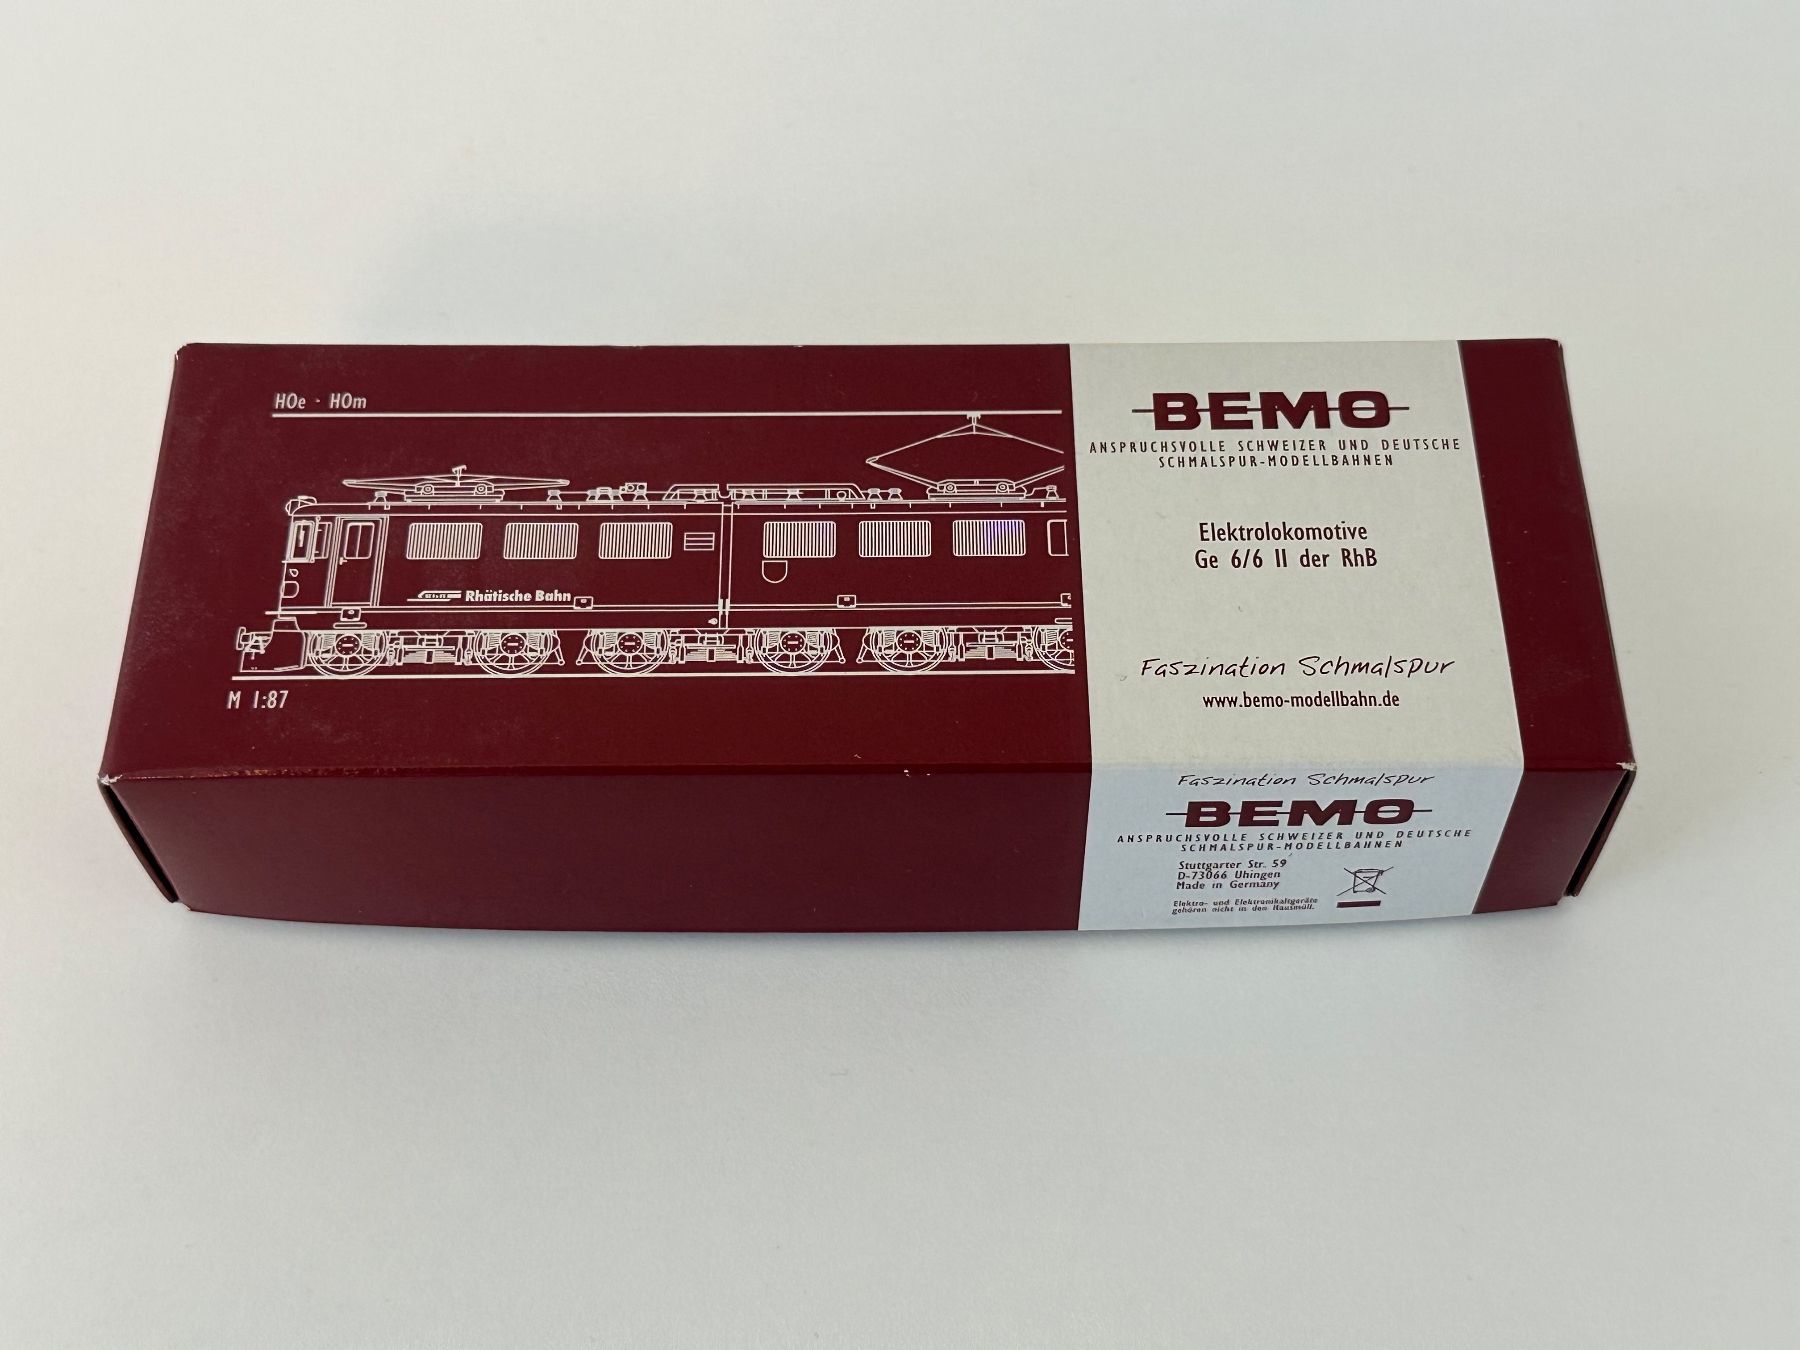 HOe - HOm
Rhätische Bahn
M 1:87
BEMO
ANSPRUCHSVOLLE SCHWEIZER UND DEUTSCHE
SCHMALSPUR-MODELLBAHNEN
Elektrolokomotive
Ge 6/6 II der RhB
Faszination Schmalspur
www.bemo-modellbahn.de
Faszination Schmalspur
BEMO
ANSPRUCHSVOLLE SCHWEIZER UND DEUTSCHE
SCHMALSPUR-MODELLBAHNEN
Stuttgarter Str. 59
D-73066 Uhingen
Made in Germany
Elektro- und Elektronikaltgeräte
gehören nicht in den Hausmüll.